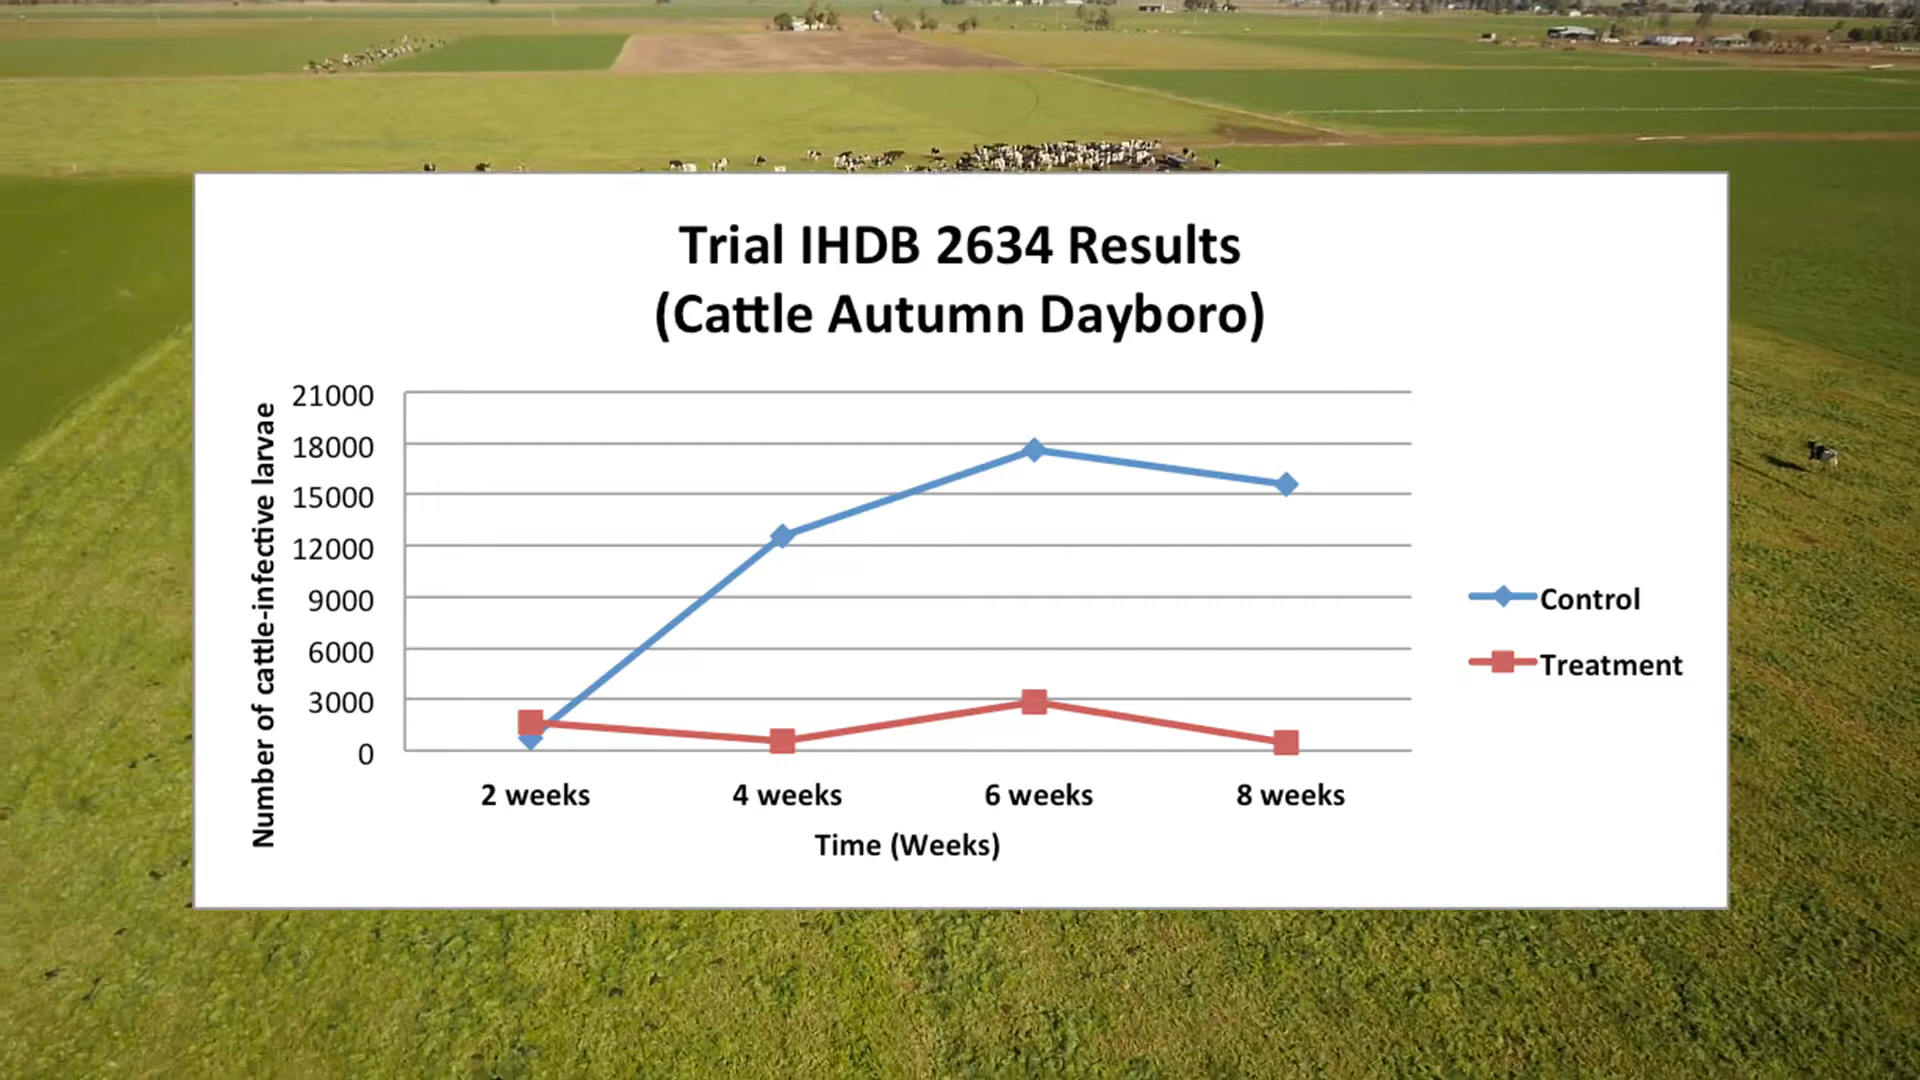 Trial IHDB 2634 Results
(Cattle Autumn Dayboro)
Number of cattle-infective larvae
21000
18000
15000
12000
9000
6000
3000
0
2 weeks 4 weeks 6 weeks 8 weeks
Time (Weeks)
Control
Treatment